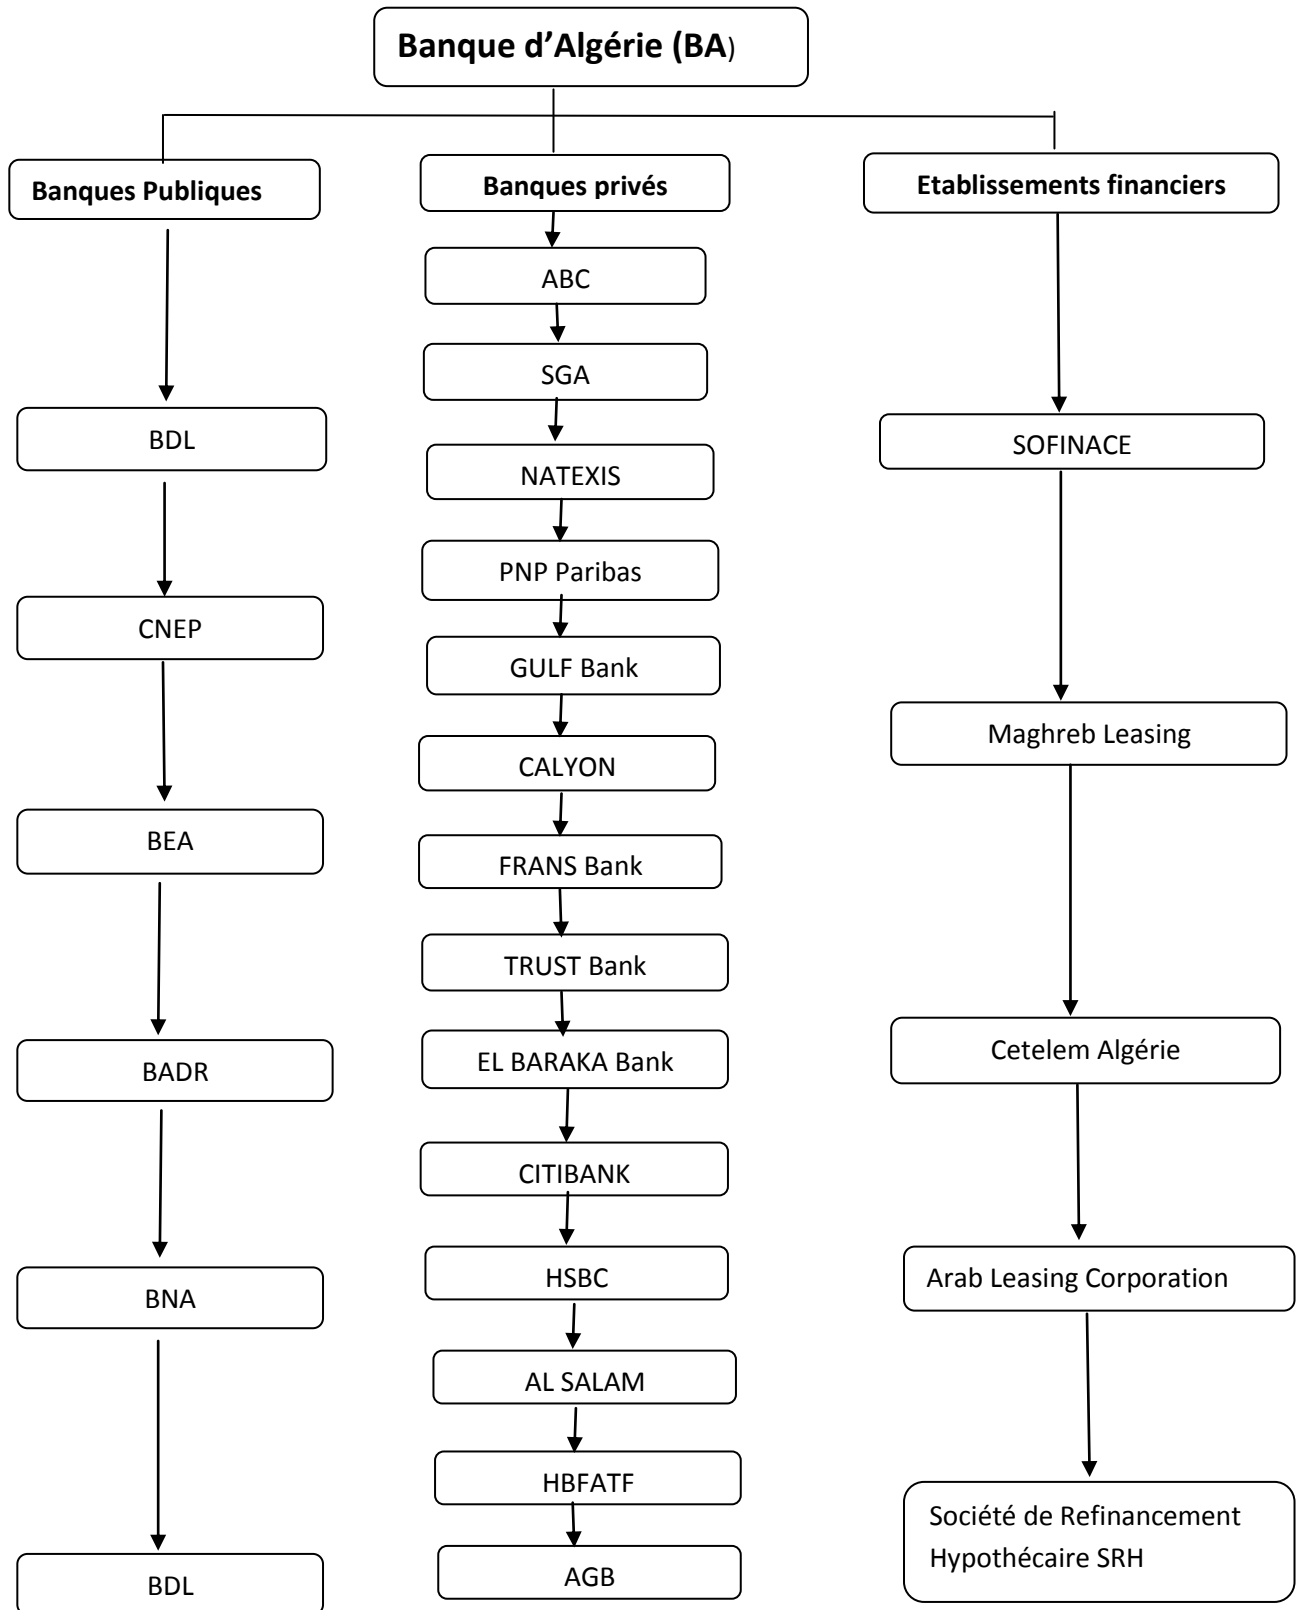 Banque d’Algérie (BA)
Banques Publiques
BDL
CNEP
BEA
BADR
BNA
BDL
Banques privés
ABC
SGA
NATEXIS
PNP Paribas
GULF Bank
CALYON
FRANS Bank
TRUST Bank
EL BARAKA Bank
CITIBANK
HSBC
AL SALAM
HBFATF
AGB
Etablissements financiers
SOFINACE
Maghreb Leasing
Cetelem Algérie
Arab Leasing Corporation
Société de Refinancement
Hypothécaire SRH